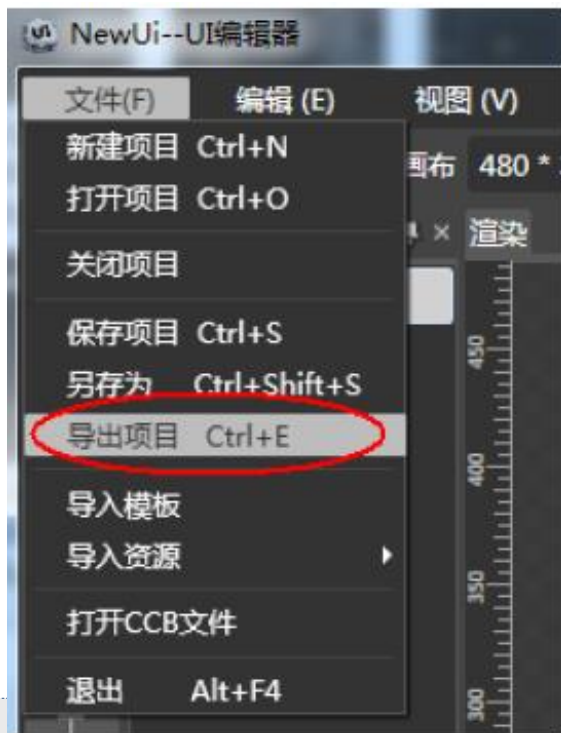 NewUi--UI编辑器
文件(F) 编辑 (E) 视图 (V)
新建项目 Ctrl+N
画布 480 *
打开项目 Ctrl+O
渲染
关闭项目
保存项目 Ctrl+S
另存为 Ctrl+Shift+S
导出项目 Ctrl+E
导入模板
导入资源
打开CCB文件
退出 Alt+F4
450
400
350
300